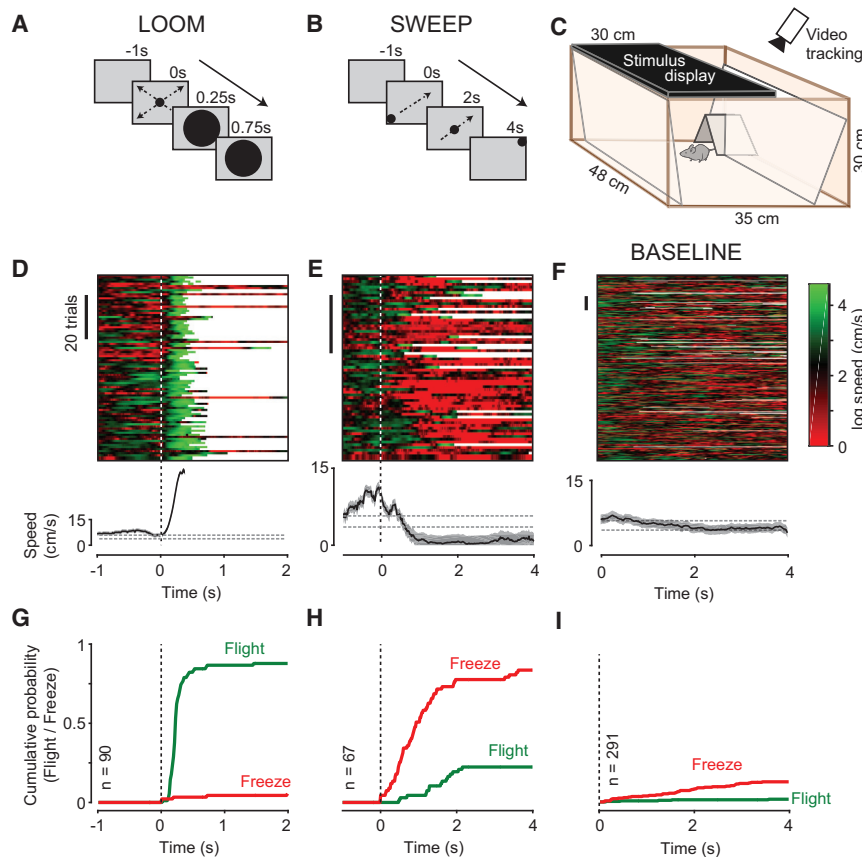 A
LOOM
-1s
0s
0.25s
0.75s
B
SWEEP
-1s
0s
2s
4s
C
30 cm
Stimulus
display
Video
tracking
48 cm
35 cm
30 cm
D
20 trials
E
BASELINE
F
4
2
0
log speed (cm/s)
Speed
(cm/s)
15
0
-1
0
1
2
Time (s)
15
0
0
2
4
Time (s)
15
0
0
2
4
Time (s)
G
Cumulative probability
(Flight / Freeze)
1
0.5
0
n = 90
Flight
Freeze
-1
0
1
2
Time (s)
H
n = 67
Freeze
Flight
0
2
4
Time (s)
I
n = 291
Freeze
Flight
0
2
4
Time (s)